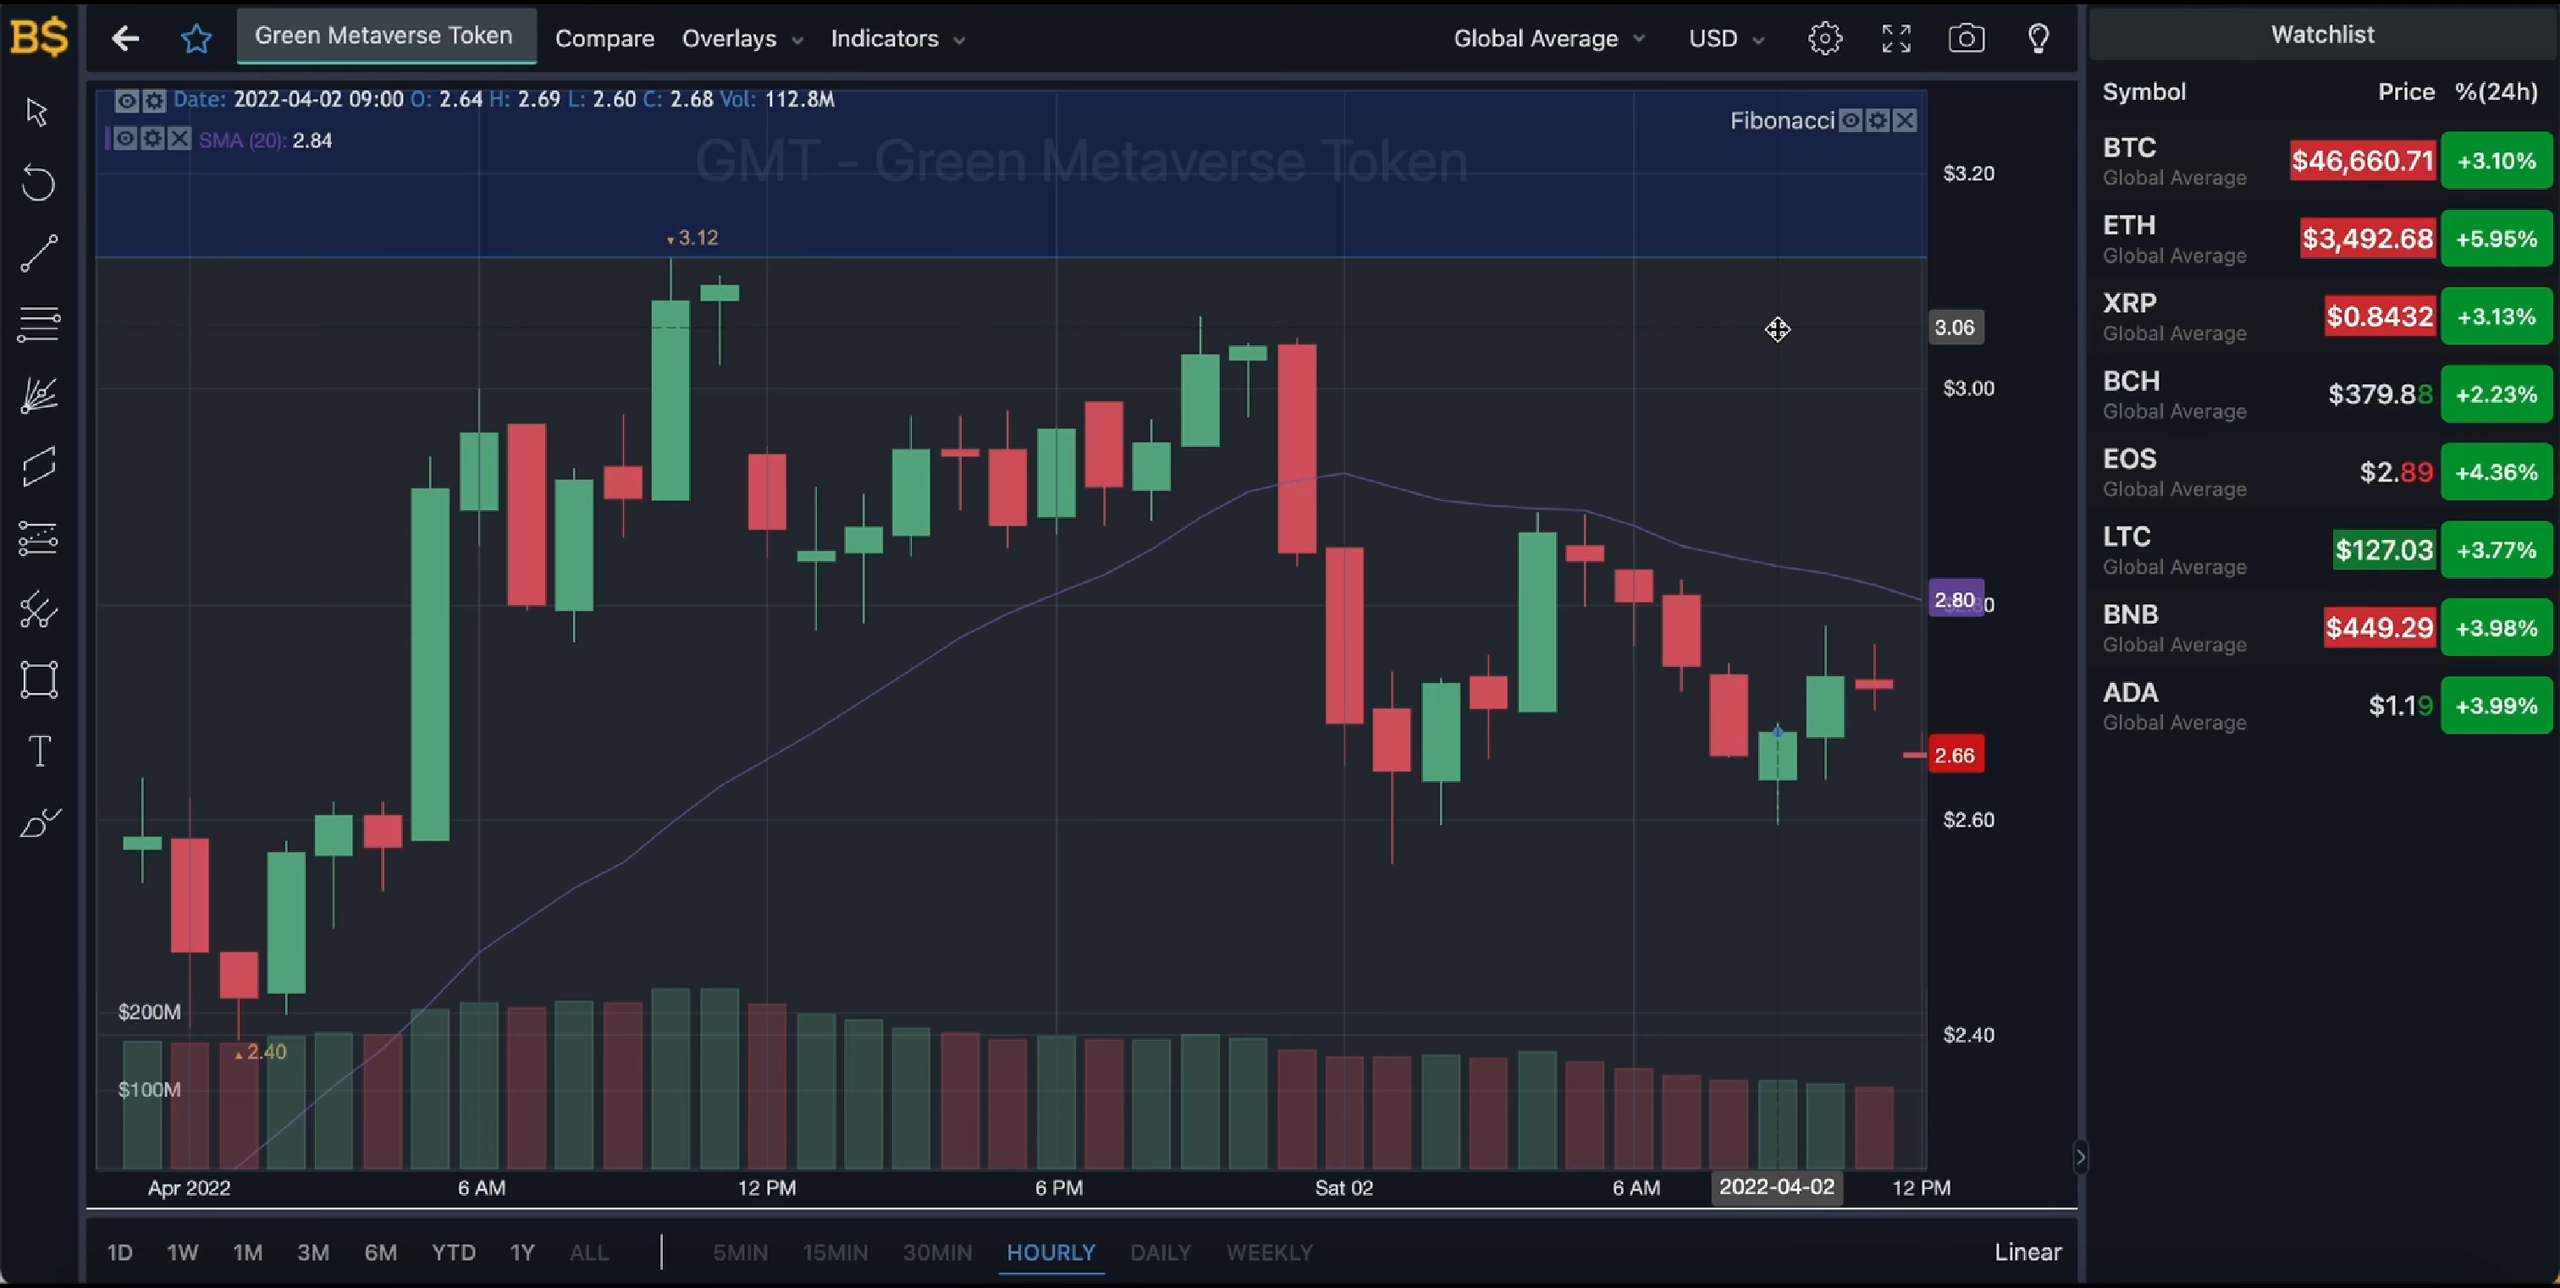 B$
Green Metaverse Token Compare Overlays Indicators Global Average USD
Date: 2022-04-02 09:00 O: 2.64 H: 2.69 L: 2.60 C: 2.68 Vol: 112.8M
SMA (20): 2.84
Fibonacci
GMT - Green Metaverse Token
3.12
2.40
$3.20
3.06
$3.00
2.80
2.66
$2.60
$2.40
$200M
$100M
Apr 2022 6 AM 12 PM 6 PM Sat 02 6 AM 2022-04-02 12 PM
1D 1W 1M 3M 6M YTD 1Y ALL 5MIN 15MIN 30MIN HOURLY DAILY WEEKLY Linear
T
Watchlist
Symbol Price %(24h)
BTC $46,660.71 +3.10%
Global Average
ETH $3,492.68 +5.95%
Global Average
XRP $0.8432 +3.13%
Global Average
BCH $379.88 +2.23%
Global Average
EOS $2.89 +4.36%
Global Average
LTC $127.03 +3.77%
Global Average
BNB $449.29 +3.98%
Global Average
ADA $1.19 +3.99%
Global Average